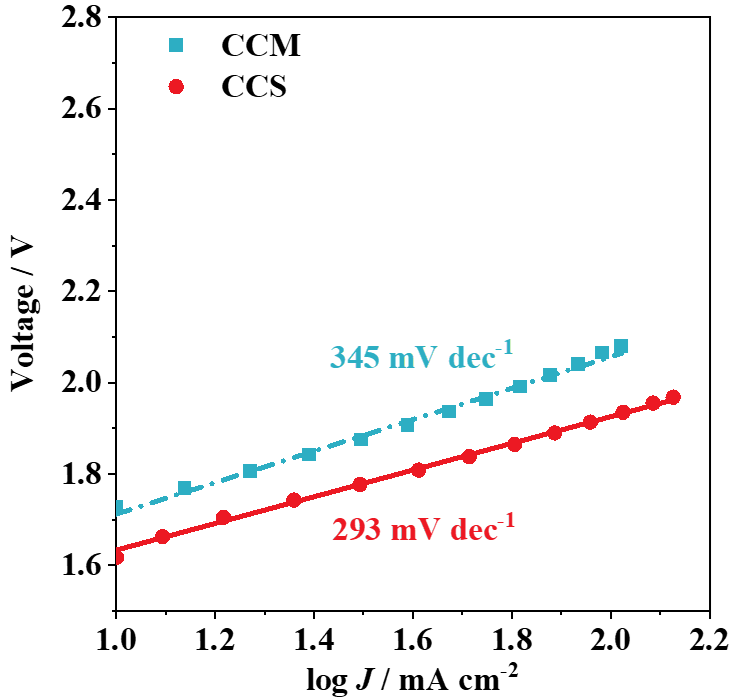 2.8
2.6
2.4
2.2
2.0
1.8
1.6
Voltage / V
CCM
CCS
345 mV dec⁻¹
293 mV dec⁻¹
1.0 1.2 1.4 1.6 1.8 2.0 2.2
log J / mA cm⁻²